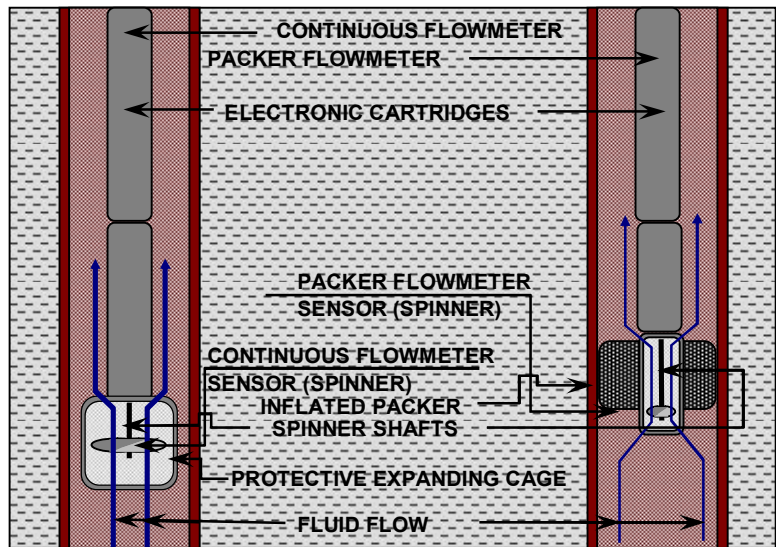 CONTINUOUS FLOWMETER
PACKER FLOWMETER
ELECTRONIC CARTRIDGES
PACKER FLOWMETER
SENSOR (SPINNER)
CONTINUOUS FLOWMETER
SENSOR (SPINNER)
INFLATED PACKER
SPINNER SHAFTS
PROTECTIVE EXPANDING CAGE
FLUID FLOW